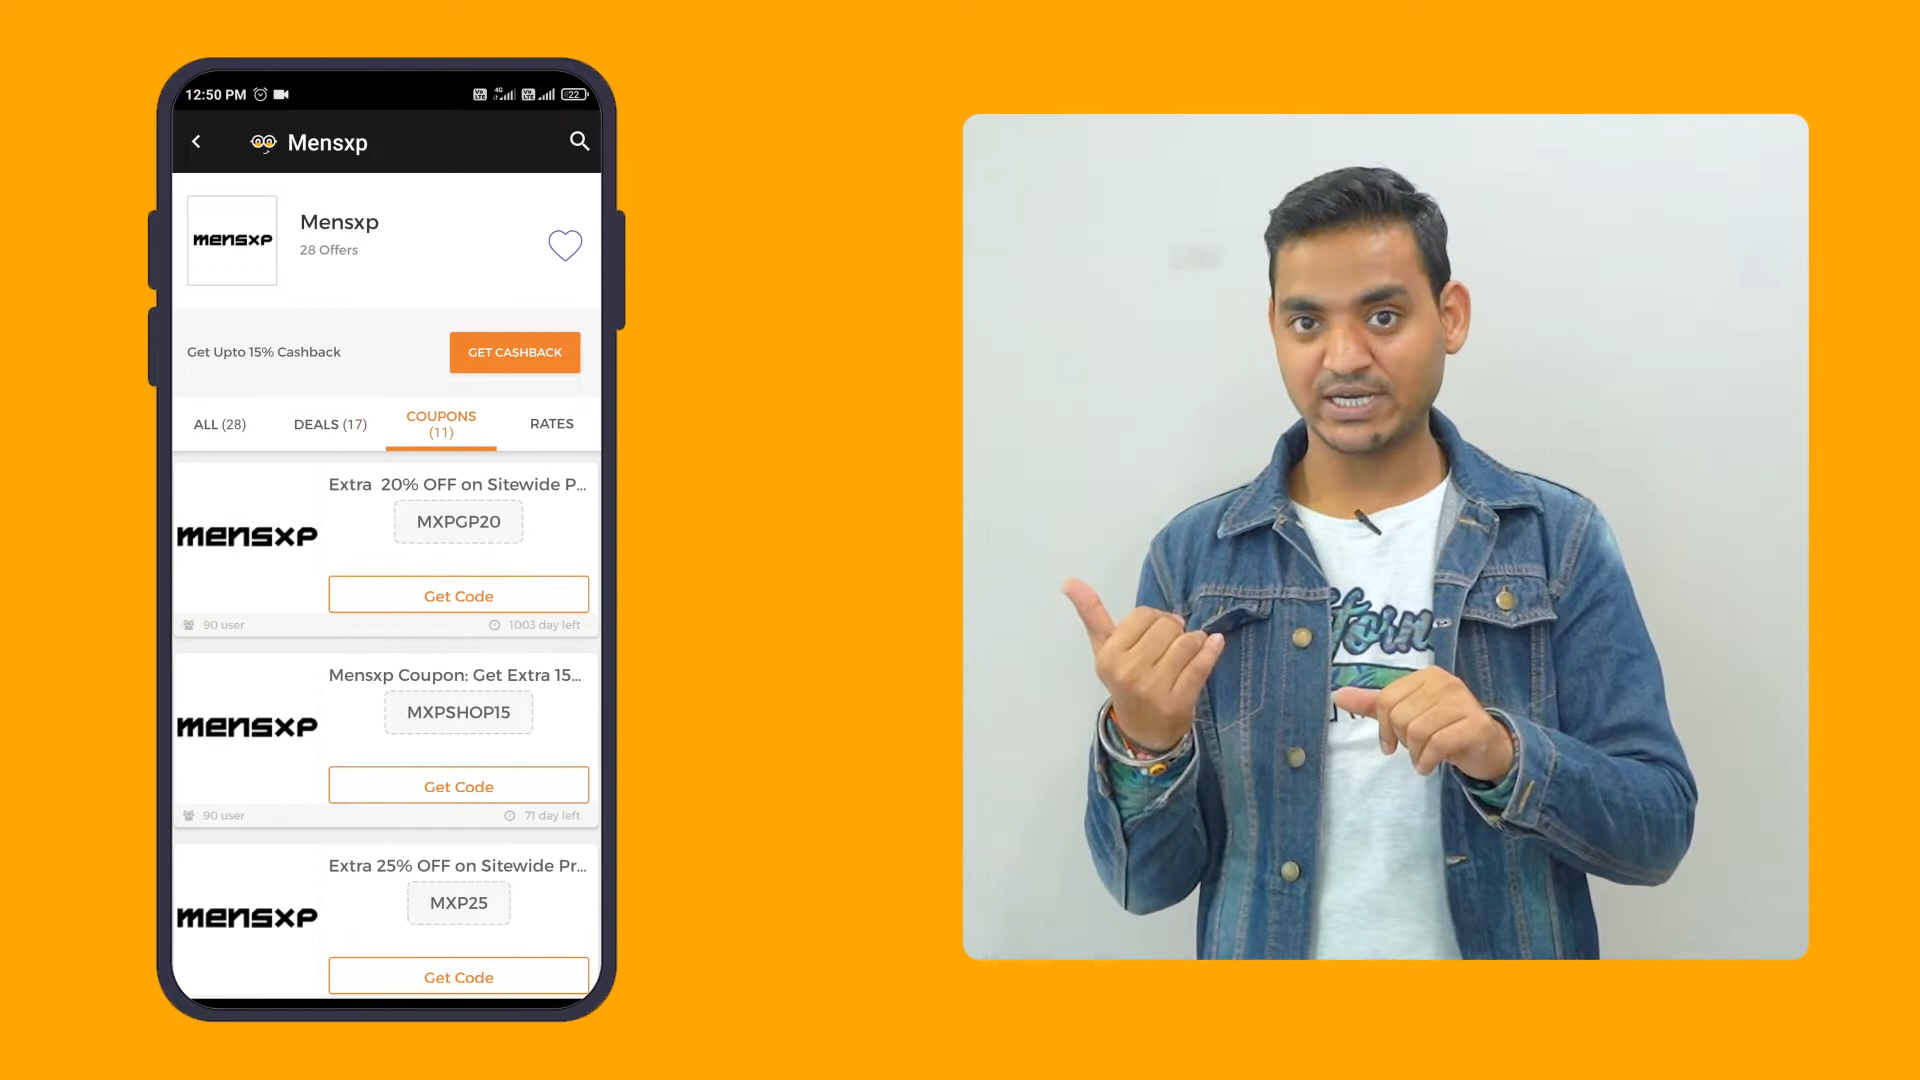 12:50 PM
22
Mensxp
mensxp
Mensxp
28 Offers
Get Upto 15% Cashback
GET CASHBACK
ALL (28)
DEALS (17)
COUPONS
(11)
RATES
mensxp
Extra 20% OFF on Sitewide P...
MXPGP20
Get Code
90 user
1003 day left
mensxp
Mensxp Coupon: Get Extra 15...
MXPSHOP15
Get Code
90 user
71 day left
mensxp
Extra 25% OFF on Sitewide Pr...
MXP25
Get Code